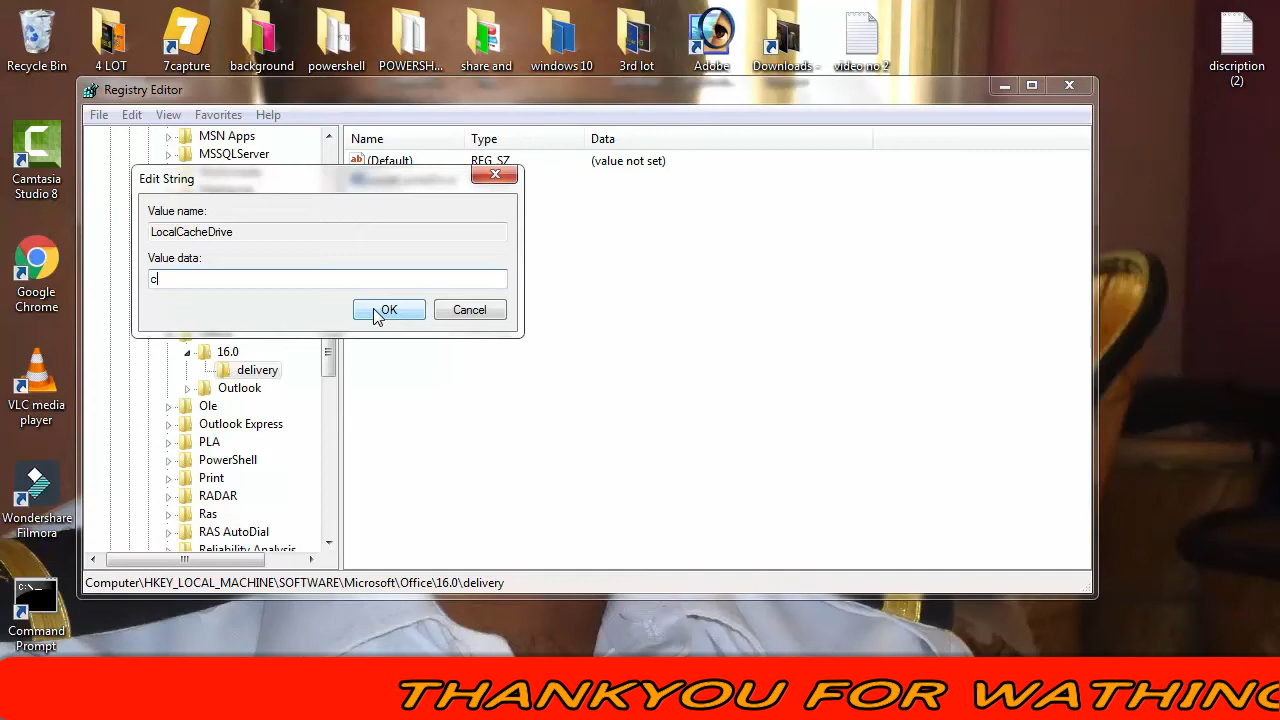 Recycle Bin
4 LOT
7capture
background
powershell
POWERSH...
share and
windows 10
3rd lot
Adobe
Downloads -
video no 2
discription
(2)
Camtasia
Studio 8
Google
Chrome
VLC media
player
Wondershare
Filmora
C:\_
Command
Prompt
Registry Editor
File Edit View Favorites Help
MSN Apps
MSSQLServer
Name Type Data
ab (Default) REG_SZ (value not set)
Edit String
Value name:
LocalCacheDrive
Value data:
c
OK Cancel
16.0
delivery
Outlook
Ole
Outlook Express
PLA
PowerShell
Print
RADAR
Ras
RAS AutoDial
Reliability Analysis
Computer\HKEY_LOCAL_MACHINE\SOFTWARE\Microsoft\Office\16.0\delivery
THANKYOU FOR WATHING